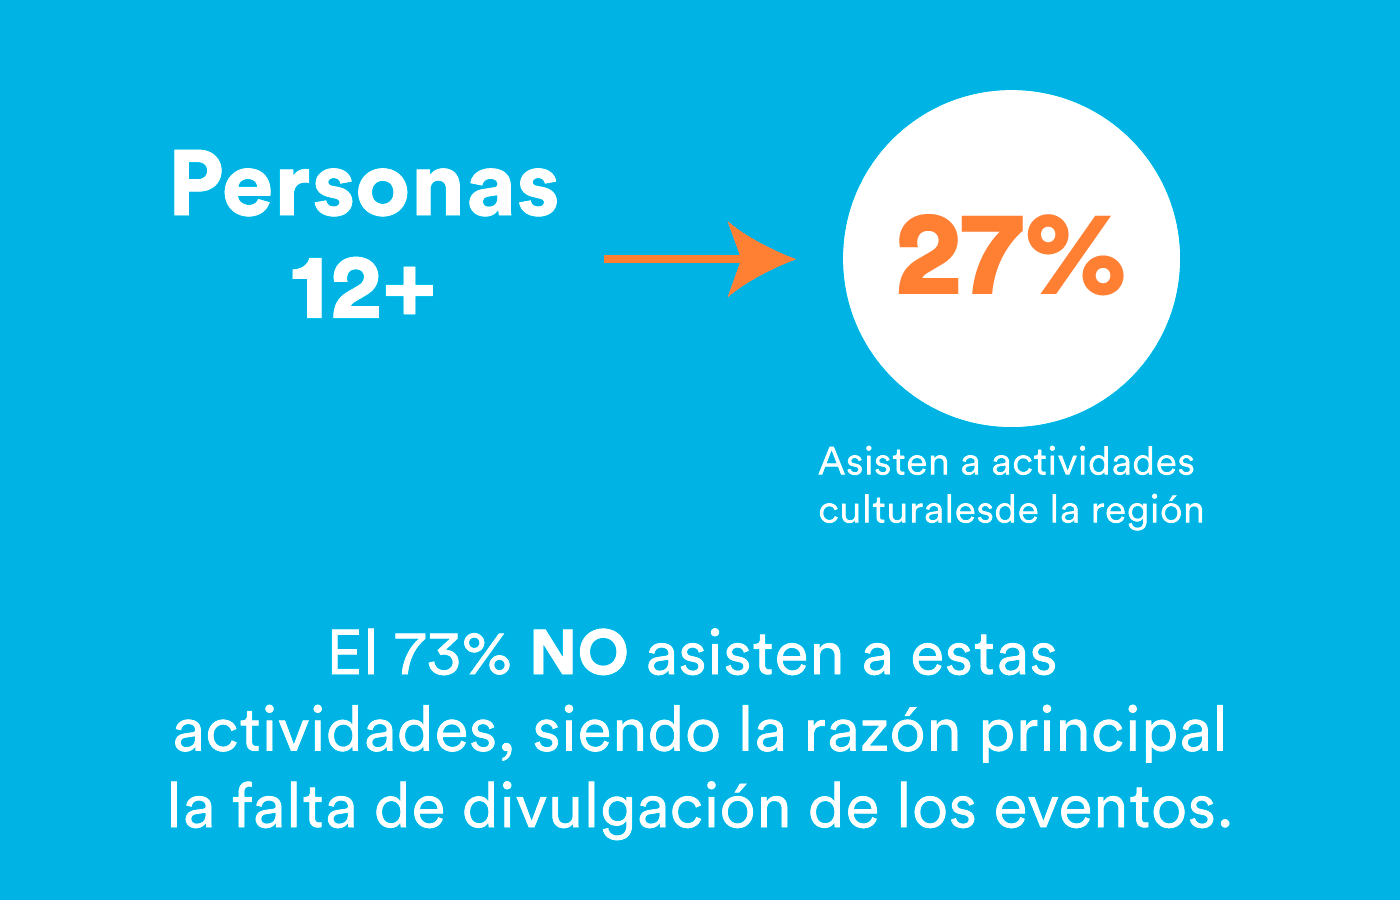 Personas
12+
27%
Asisten a actividades
culturalesde la región
El 73% NO asisten a estas
actividades, siendo la razón principal
la falta de divulgación de los eventos.